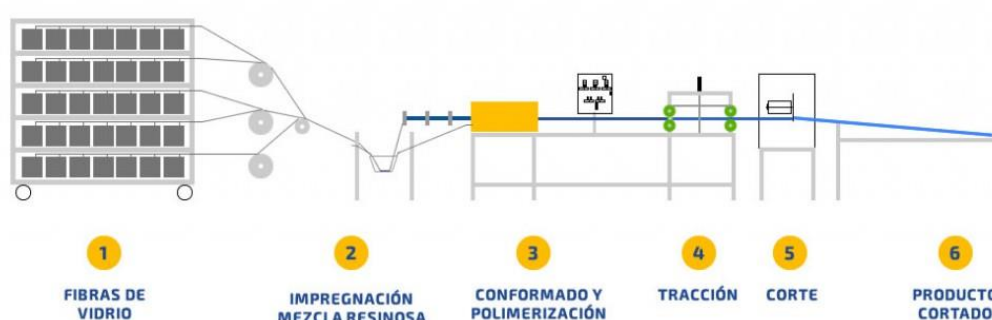 1
FIBRAS DE
VIDRIO
2
IMPREGNACIÓN
MEZCLA RESINOSA
3
CONFORMADO Y
POLIMERIZACIÓN
4
TRACCIÓN
5
CORTE
6
PRODUCTO
CORTADO